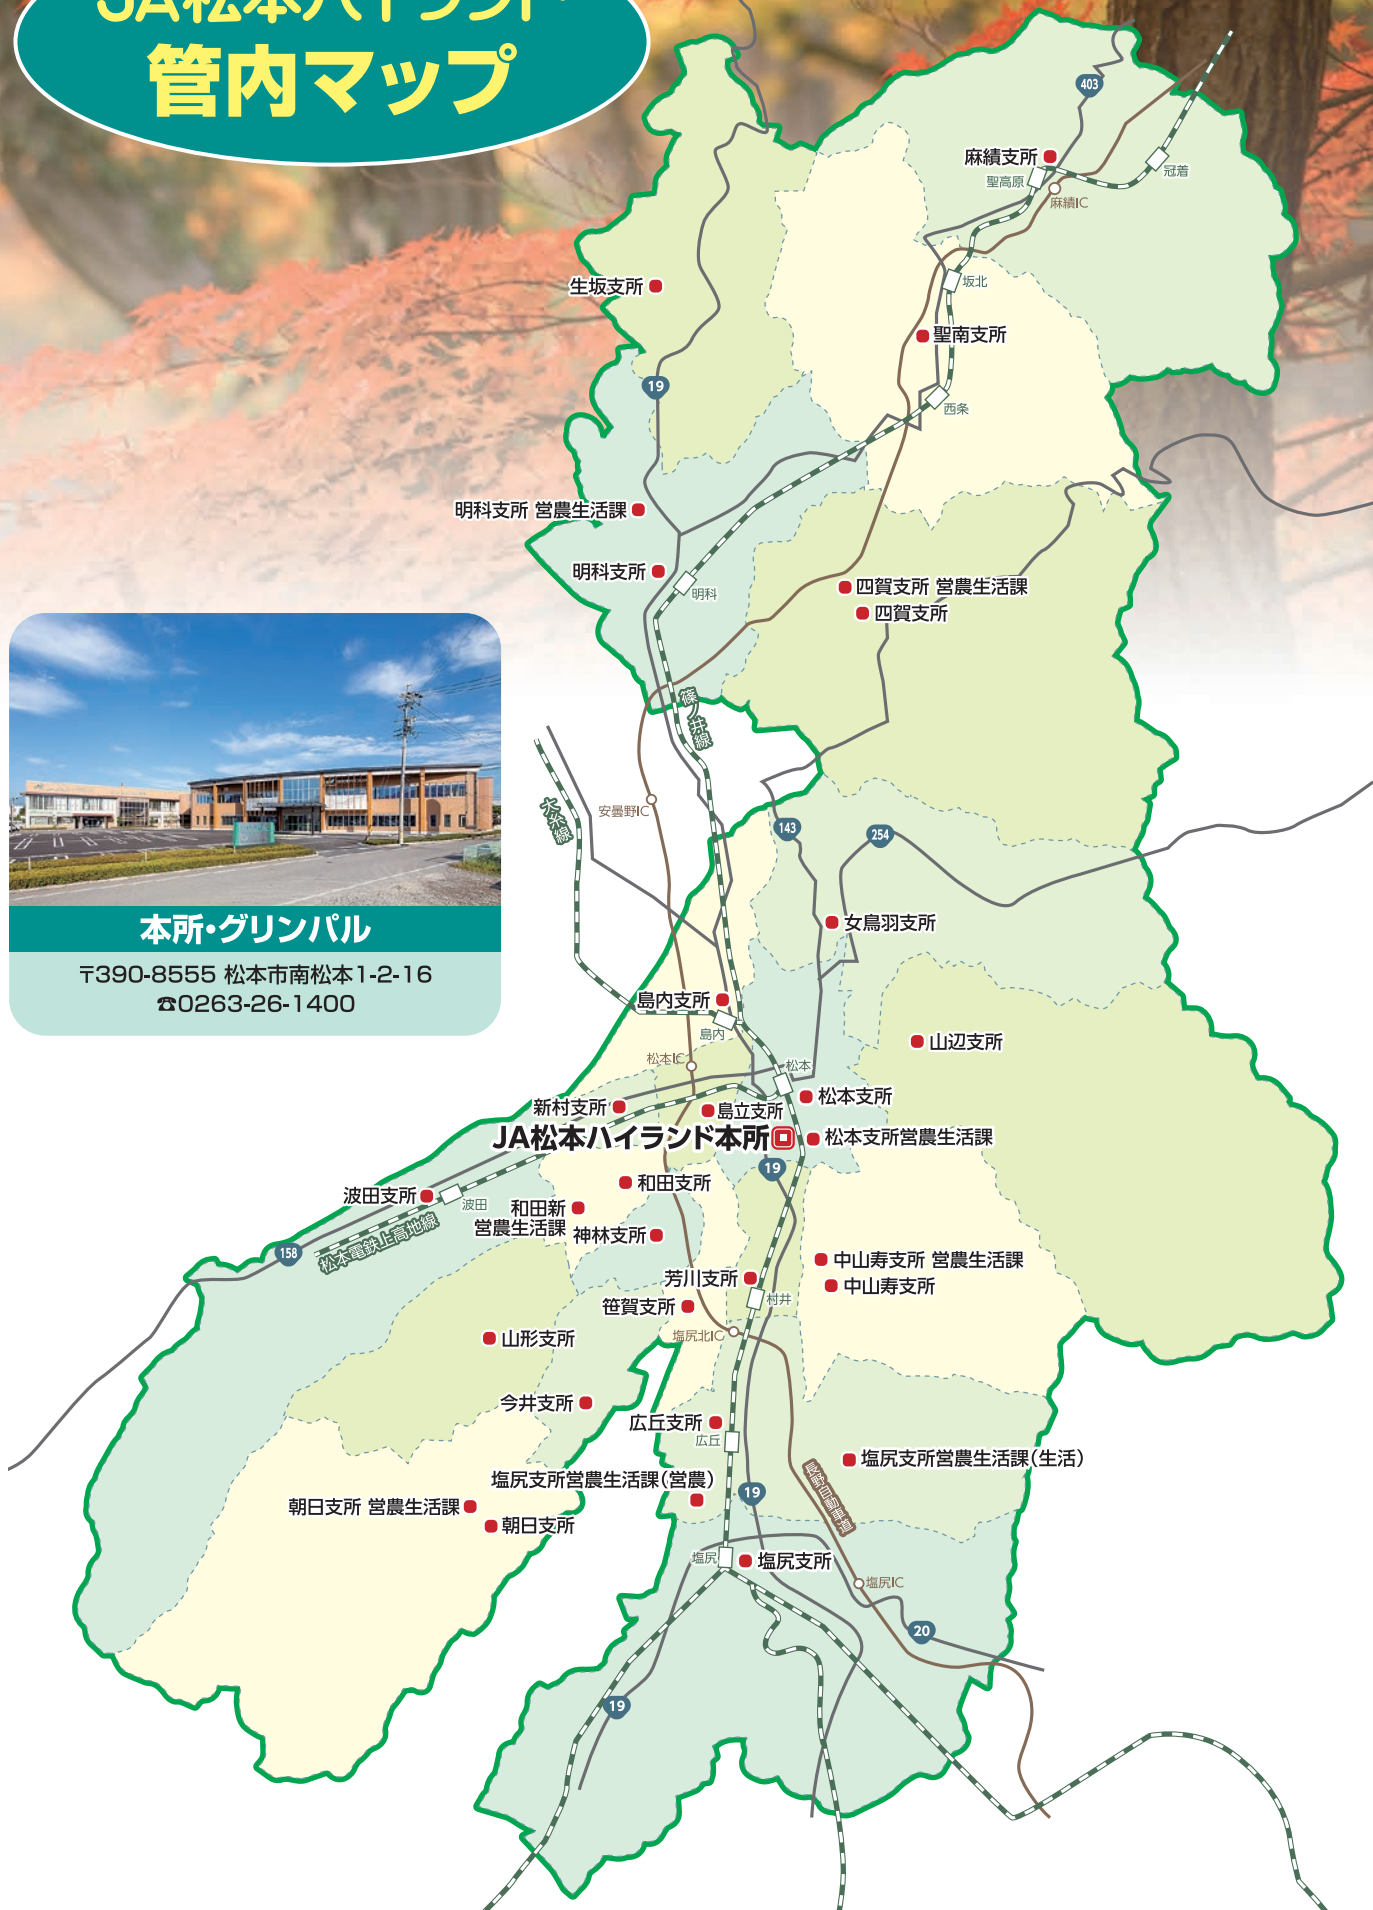 JA松本ハイランド
管内マップ
403
麻績支所
聖高原
冠着
麻績IC
生坂支所
坂北
聖南支所
19
西条
明科支所 営農生活課
明科支所
明科
四賀支所 営農生活課
四賀支所
篠ノ井線
大糸線
安曇野IC
143
254
本所・グリンパル
〒390-8555 松本市南松本1-2-16
☎0263-26-1400
女鳥羽支所
島内支所
島内
山辺支所
松本IC
松本
松本支所
新村支所
島立支所
JA松本ハイランド本所
松本支所営農生活課
19
和田支所
波田支所
波田
和田新
営農生活課
神林支所
158
松本電鉄上高地線
中山寿支所 営農生活課
中山寿支所
芳川支所
村井
笹賀支所
塩尻北IC
山形支所
今井支所
広丘支所
広丘
塩尻支所営農生活課(生活)
長野自動車道
塩尻支所営農生活課(営農)
19
朝日支所 営農生活課
朝日支所
塩尻
塩尻支所
塩尻IC
20
19